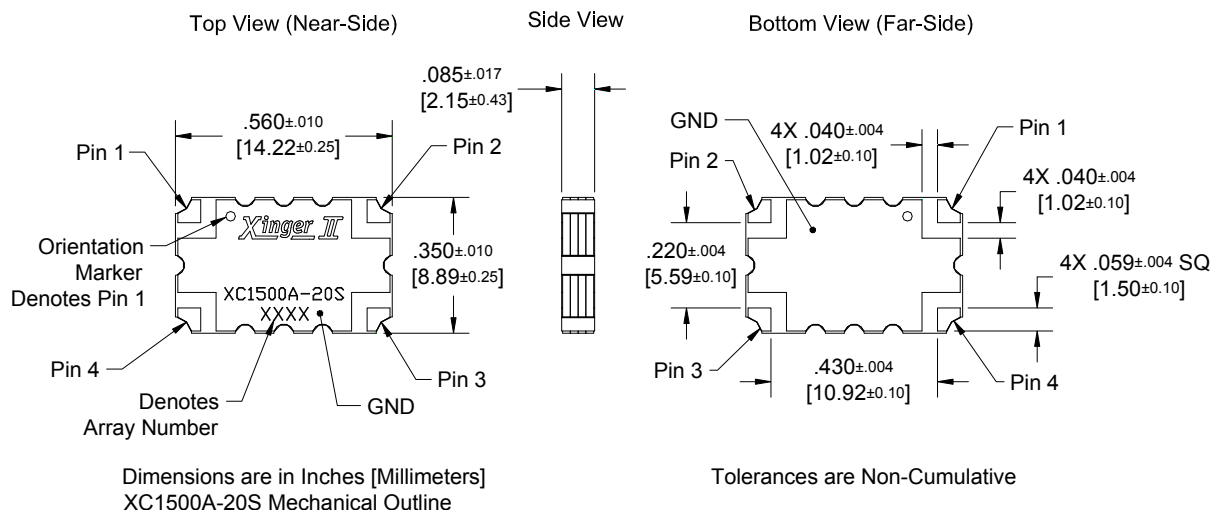 Top View (Near-Side)
Side View
Bottom View (Far-Side)
.085±.017
[2.15±0.43]
.560±.010
[14.22±0.25]
Pin 1
Pin 2
Xinger II
Orientation
Marker
Denotes Pin 1
.350±.010
[8.89±0.25]
XC1500A-20S
XXXX
Pin 4
Pin 3
Denotes
Array Number
GND
GND
4X .040±.004
[1.02±0.10]
Pin 1
Pin 2
4X .040±.004
[1.02±0.10]
.220±.004
[5.59±0.10]
4X .059±.004 SQ
[1.50±0.10]
Pin 3
.430±.004
[10.92±0.10]
Pin 4
Dimensions are in Inches [Millimeters]
XC1500A-20S Mechanical Outline
Tolerances are Non-Cumulative